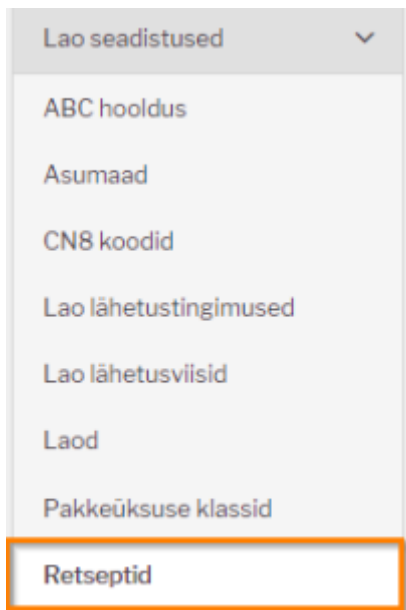 Lao seadistused
ABC hooldus
Asumaad
CN8 koodid
Lao lähetustingimused
Lao lähetusviisid
Laod
Pakkeüksuse klassid
Retseptid